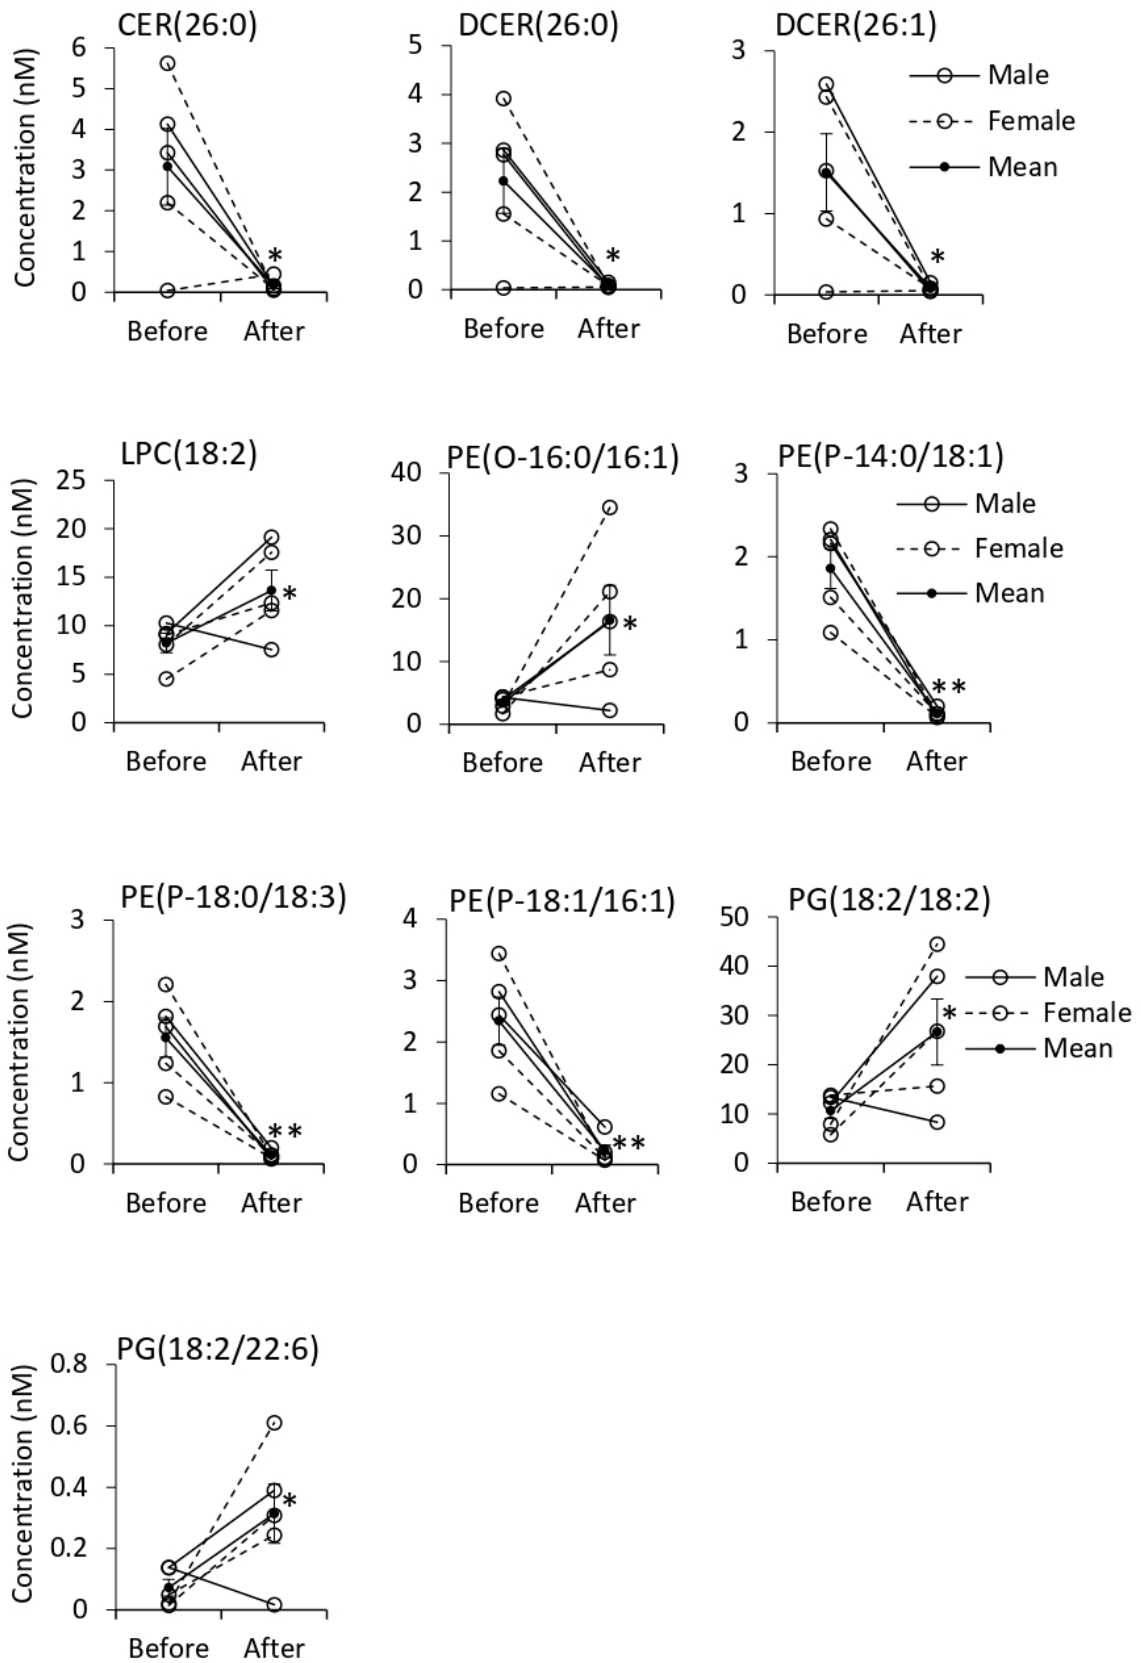 CER(26:0)
DCER(26:0)
DCER(26:1)
Concentration (nM)
6
5
4
3
2
1
0
*
Before
After
5
4
3
2
1
0
*
Before
After
3
2
1
0
*
Before
After
Male
Female
Mean
LPC(18:2)
PE(O-16:0/16:1)
PE(P-14:0/18:1)
Concentration (nM)
25
20
15
10
5
0
*
Before
After
40
30
20
10
0
*
Before
After
3
2
1
0
**
Before
After
Male
Female
Mean
PE(P-18:0/18:3)
PE(P-18:1/16:1)
PG(18:2/18:2)
Concentration (nM)
3
2
1
0
**
Before
After
4
3
2
1
0
**
Before
After
50
40
30
20
10
0
*
Before
After
Male
Female
Mean
PG(18:2/22:6)
Concentration (nM)
0.8
0.6
0.4
0.2
0
*
Before
After